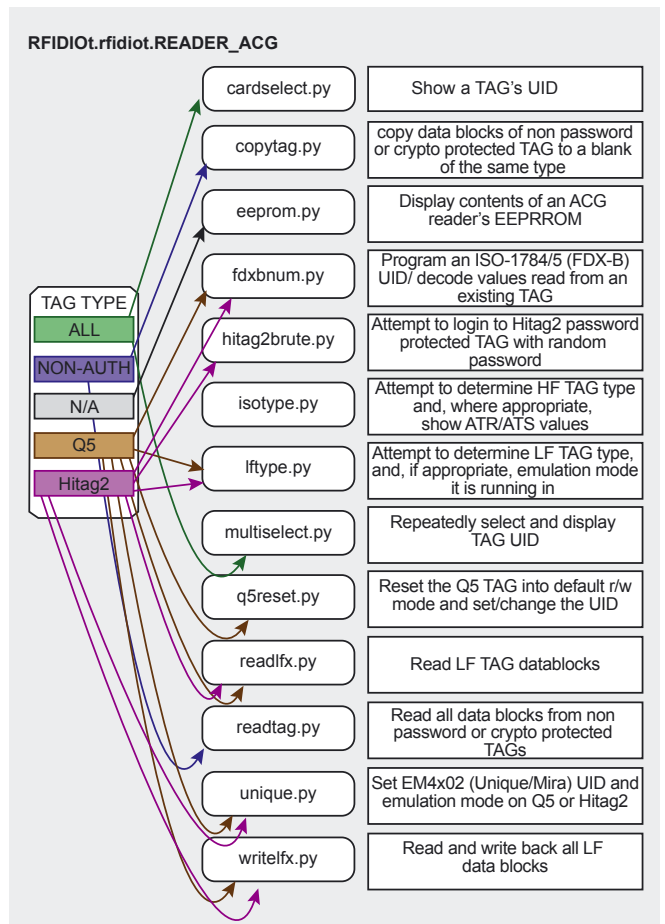 RFIDIOt.rfidiot.READER_ACG
cardselect.py
Show a TAG's UID
copytag.py
copy data blocks of non password
or crypto protected TAG to a blank
of the same type
eeprom.py
Display contents of an ACG
reader's EEPRROM
fdxbnum.py
Program an ISO-1784/5 (FDX-B)
UID/ decode values read from an
existing TAG
TAG TYPE
ALL
NON-AUTH
N/A
Q5
Hitag2
hitag2brute.py
Attempt to login to Hitag2 password
protected TAG with random
password
isotype.py
Attempt to determine HF TAG type
and, where appropriate,
show ATR/ATS values
lftype.py
Attempt to determine LF TAG type,
and, if appropriate, emulation mode
it is running in
multiselect.py
Repeatedly select and display
TAG UID
q5reset.py
Reset the Q5 TAG into default r/w
mode and set/change the UID
readlfx.py
Read LF TAG datablocks
readtag.py
Read all data blocks from non
password or crypto protected
TAGs
unique.py
Set EM4x02 (Unique/Mira) UID and
emulation mode on Q5 or Hitag2
writelfx.py
Read and write back all LF
data blocks